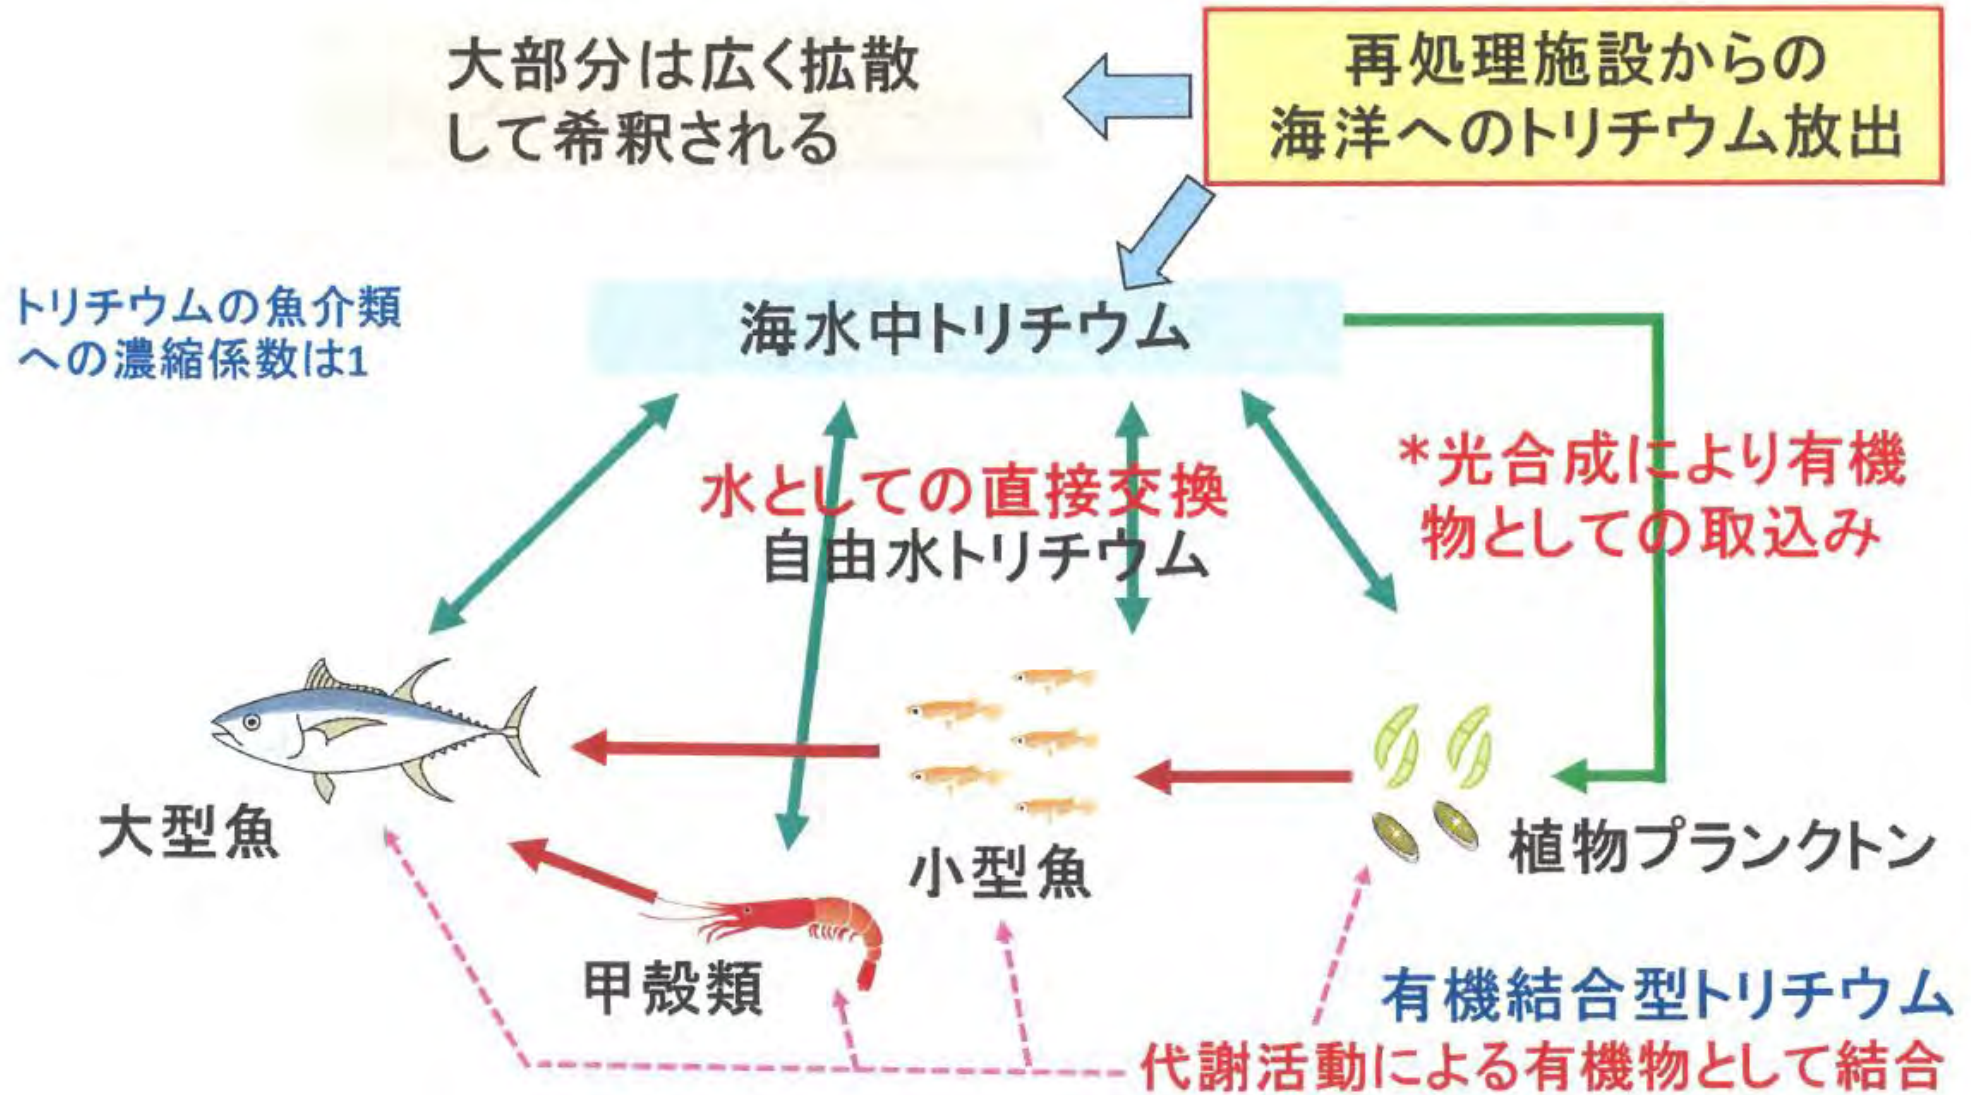 大部分は広く拡散
して希釈される
再処理施設からの
海洋へのトリチウム放出
トリチウムの魚介類
への濃縮係数は1
海水中トリチウム
水としての直接交換
自由水トリチウム
*光合成により有機
物としての取込み
大型魚
小型魚
植物プランクトン
甲殻類
有機結合型トリチウム
代謝活動による有機物として結合